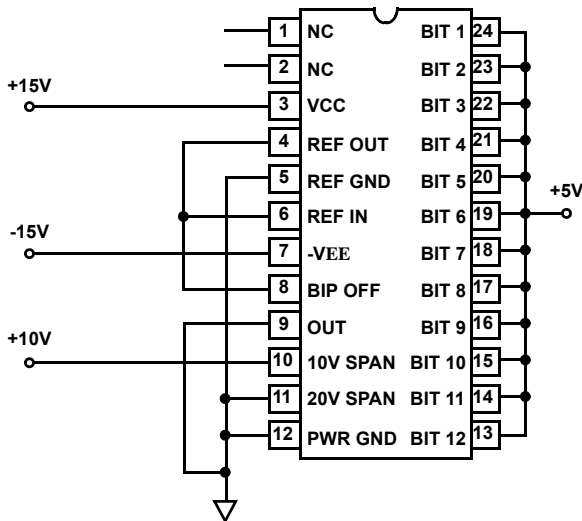 1 NC BIT 1 24
2 NC BIT 2 23
+15V
3 VCC BIT 3 22
4 REF OUT BIT 4 21
5 REF GND BIT 5 20
+5V
6 REF IN BIT 6 19
-15V
7 -VEE BIT 7 18
8 BIP OFF BIT 8 17
9 OUT BIT 9 16
+10V
10 10V SPAN BIT 10 15
11 20V SPAN BIT 11 14
12 PWR GND BIT 12 13